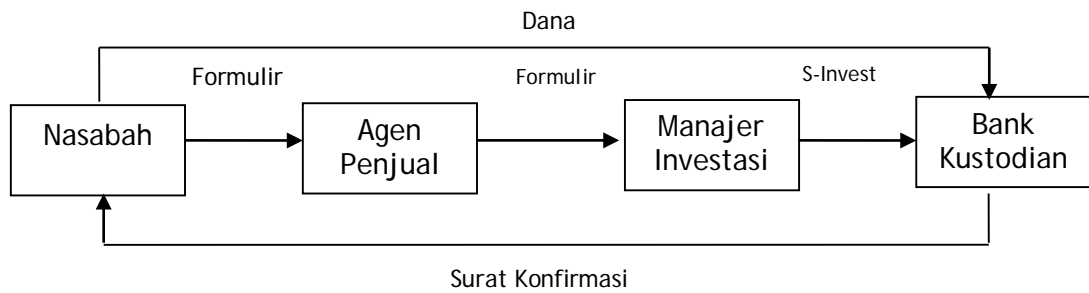 Dana
Formulir
Formulir
S-Invest
Nasabah
Agen
Penjual
Manajer
Investasi
Bank
Kustodian
Surat Konfirmasi